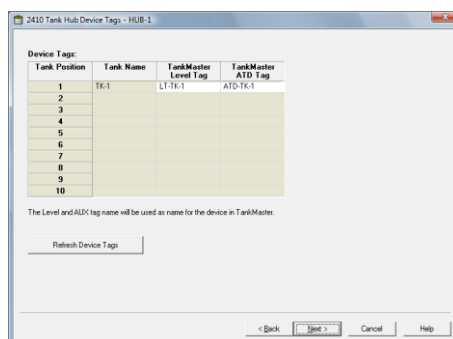 2410 Tank Hub Device Tags - HUB-1
Device Tags:
Tank Position Tank Name TankMaster Level Tag TankMaster ATD Tag
1 TK-1 LT-TK-1 ATD-TK-1
2
3
4
5
6
7
8
9
10
The Level and AUX tag name will be used as name for the device in TankMaster.
Refresh Device Tags
< Back Next > Cancel Help